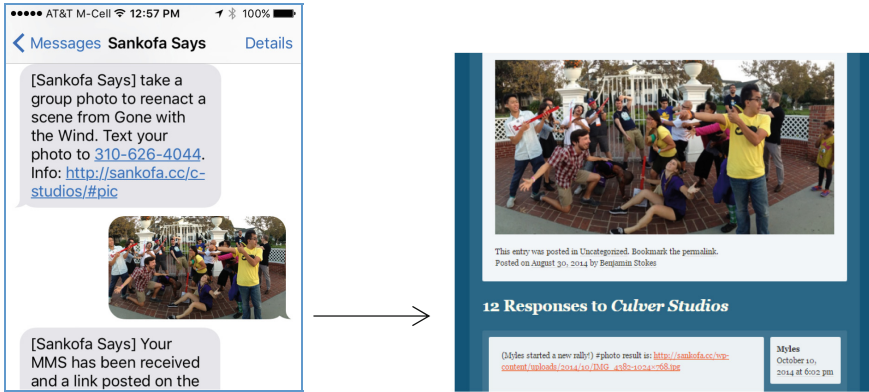 AT&T M-Cell 12:57 PM 100%
Messages Sankofa Says Details
[Sankofa Says] take a
group photo to reenact a
scene from Gone with
the Wind. Text your
photo to 310-626-4044.
Info: http://sankofa.cc/c-
studios/#pic
[Sankofa Says] Your
MMS has been received
and a link posted on the
This entry was posted in Uncategorized. Bookmark the permalink.
Posted on August 30, 2014 by Benjamin Stokes
12 Responses to Culver Studios
(Myles started a new rally!) #photo result is: http://sankofa.cc/wp-
content/uploads/2014/10/IMG_4382-1024×768.jpg
Myles
October 10,
2014 at 6:02 pm